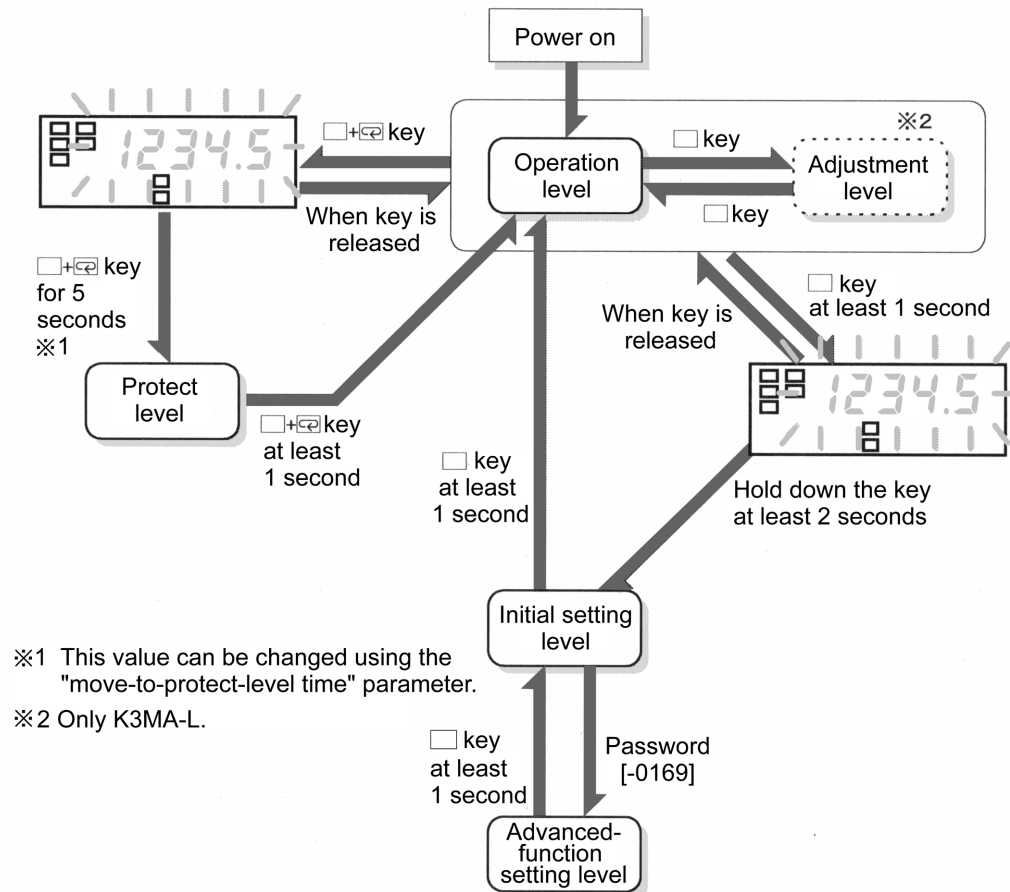 Power on
※2
1234.5
+ key
Operation
level
key
Adjustment
level
key
When key is
released
+ key
for 5
seconds
※1
When key is
released
key
at least 1 second
Protect
level
1234.5
+ key
at least
1 second
key
at least
1 second
Hold down the key
at least 2 seconds
Initial setting
level
※1 This value can be changed using the
"move-to-protect-level time" parameter.
※2 Only K3MA-L.
key
at least
1 second
Password
[-0169]
Advanced-
function
setting level